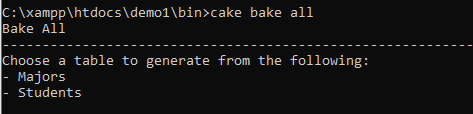 C:\xampp\htdocs\demo1\bin>cake bake all
Bake All
---------------------------------------------------------------
Choose a table to generate from the following:
- Majors
- Students